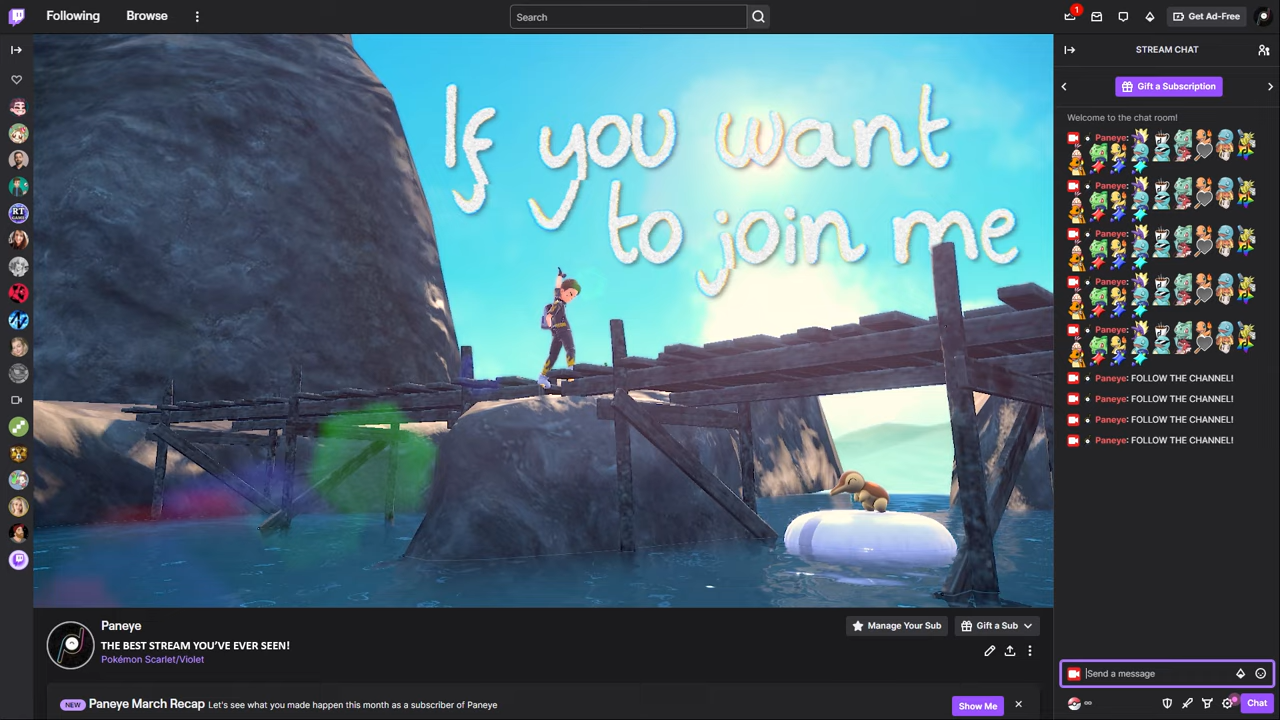 Following
Browse
Search
1
Get Ad-Free
STREAM CHAT
Gift a Subscription
Welcome to the chat room!
If you want
to join me
Paneye:
Paneye:
Paneye:
Paneye:
Paneye:
Paneye: FOLLOW THE CHANNEL!
Paneye: FOLLOW THE CHANNEL!
Paneye: FOLLOW THE CHANNEL!
Paneye: FOLLOW THE CHANNEL!
RT
GAME
Paneye
THE BEST STREAM YOU'VE EVER SEEN!
Pokémon Scarlet/Violet
Manage Your Sub
Gift a Sub
NEW Paneye March Recap Let's see what you made happen this month as a subscriber of Paneye
Show Me
Send a message
Chat